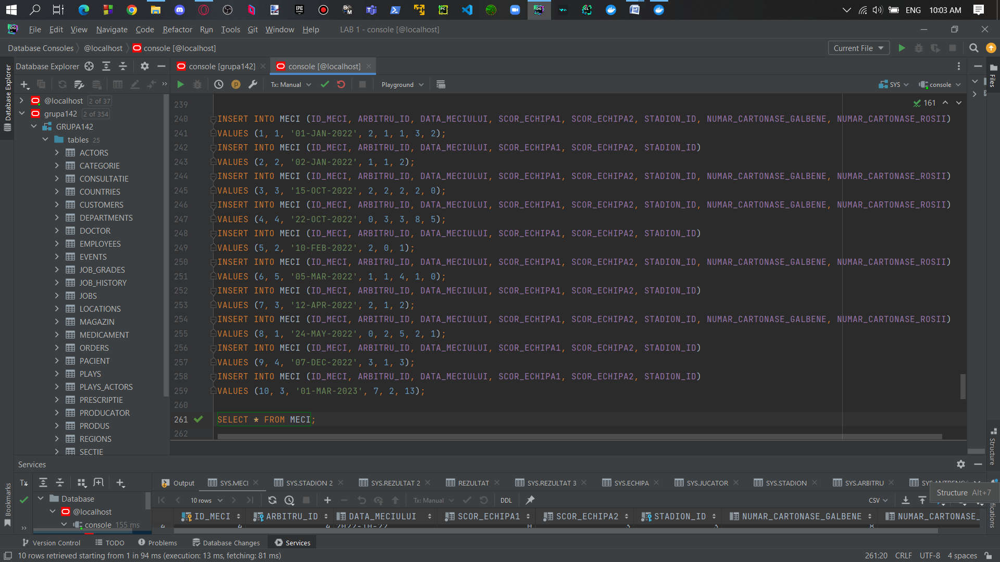 ENG 10:03 AM
File Edit View Navigate Code Refactor Run Tools Git Window Help LAB 1 - console [@localhost]
Database Consoles @localhost console [@localhost] Current File
Database Explorer console [grupa142] console [@localhost]
Tx: Manual Playground SYS console
Database Explorer
Files
@localhost 2 of 37
grupa142 2 of 354
GRUPA142
tables 25
ACTORS
CATEGORIE
CONSULTATIE
COUNTRIES
CUSTOMERS
DEPARTMENTS
DOCTOR
EMPLOYEES
EVENTS
JOB_GRADES
JOB_HISTORY
JOBS
LOCATIONS
MAGAZIN
MEDICAMENT
ORDERS
PACIENT
PLAYS
PLAYS_ACTORS
PRESCRIPTIE
PRODUCATOR
PRODUS
REGIONS
SECTIE
161
239
240 INSERT INTO MECI (ID_MECI, ARBITRU_ID, DATA_MECIULUI, SCOR_ECHIPA1, SCOR_ECHIPA2, STADION_ID, NUMAR_CARTONASE_GALBENE, NUMAR_CARTONASE_ROSII)
241 VALUES (1, 1, '01-JAN-2022', 2, 1, 1, 3, 2);
242 INSERT INTO MECI (ID_MECI, ARBITRU_ID, DATA_MECIULUI, SCOR_ECHIPA1, SCOR_ECHIPA2, STADION_ID)
243 VALUES (2, 2, '02-JAN-2022', 1, 1, 2);
244 INSERT INTO MECI (ID_MECI, ARBITRU_ID, DATA_MECIULUI, SCOR_ECHIPA1, SCOR_ECHIPA2, STADION_ID, NUMAR_CARTONASE_GALBENE, NUMAR_CARTONASE_ROSII)
245 VALUES (3, 3, '15-OCT-2022', 2, 2, 2, 2, 0);
246 INSERT INTO MECI (ID_MECI, ARBITRU_ID, DATA_MECIULUI, SCOR_ECHIPA1, SCOR_ECHIPA2, STADION_ID, NUMAR_CARTONASE_GALBENE, NUMAR_CARTONASE_ROSII)
247 VALUES (4, 4, '22-OCT-2022', 0, 3, 3, 8, 5);
248 INSERT INTO MECI (ID_MECI, ARBITRU_ID, DATA_MECIULUI, SCOR_ECHIPA1, SCOR_ECHIPA2, STADION_ID)
249 VALUES (5, 2, '10-FEB-2022', 2, 0, 1);
250 INSERT INTO MECI (ID_MECI, ARBITRU_ID, DATA_MECIULUI, SCOR_ECHIPA1, SCOR_ECHIPA2, STADION_ID, NUMAR_CARTONASE_GALBENE, NUMAR_CARTONASE_ROSII)
251 VALUES (6, 5, '05-MAR-2022', 1, 1, 4, 1, 0);
252 INSERT INTO MECI (ID_MECI, ARBITRU_ID, DATA_MECIULUI, SCOR_ECHIPA1, SCOR_ECHIPA2, STADION_ID)
253 VALUES (7, 3, '12-APR-2022', 2, 1, 2);
254 INSERT INTO MECI (ID_MECI, ARBITRU_ID, DATA_MECIULUI, SCOR_ECHIPA1, SCOR_ECHIPA2, STADION_ID, NUMAR_CARTONASE_GALBENE, NUMAR_CARTONASE_ROSII)
255 VALUES (8, 1, '24-MAY-2022', 0, 2, 5, 2, 1);
256 INSERT INTO MECI (ID_MECI, ARBITRU_ID, DATA_MECIULUI, SCOR_ECHIPA1, SCOR_ECHIPA2, STADION_ID)
257 VALUES (9, 4, '07-DEC-2022', 3, 1, 3);
258 INSERT INTO MECI (ID_MECI, ARBITRU_ID, DATA_MECIULUI, SCOR_ECHIPA1, SCOR_ECHIPA2, STADION_ID)
259 VALUES (10, 3, '01-MAR-2023', 7, 2, 13);
260
261 SELECT * FROM MECI;
262
Structure
Services
Tx Output SYS.MECI SYS.STADION 2 SYS.REZULTAT 2 REZULTAT SYS.REZULTAT 3 SYS.ECHIPA SYS.JUCATOR SYS.STADION SYS.ARBITRU
Structure Alt+7
Bookmarks
Database
@localhost
console 155 ms
10 rows Tx: Manual DDL CSV
ID_MECI ARBITRU_ID DATA_MECIULUI SCOR_ECHIPA1 SCOR_ECHIPA2 STADION_ID NUMAR_CARTONASE_GALBENE NUMAR_CARTONASE_
4 4 2022-10-22 0 3 3 8
Version Control TODO Problems Database Changes Services
10 rows retrieved starting from 1 in 94 ms (execution: 13 ms, fetching: 81 ms) 261:20 CRLF UTF-8 4 spaces